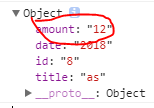 ▼ Object
amount: "12"
date: "2018"
id: "8"
title: "as"
▶ __proto__: Object